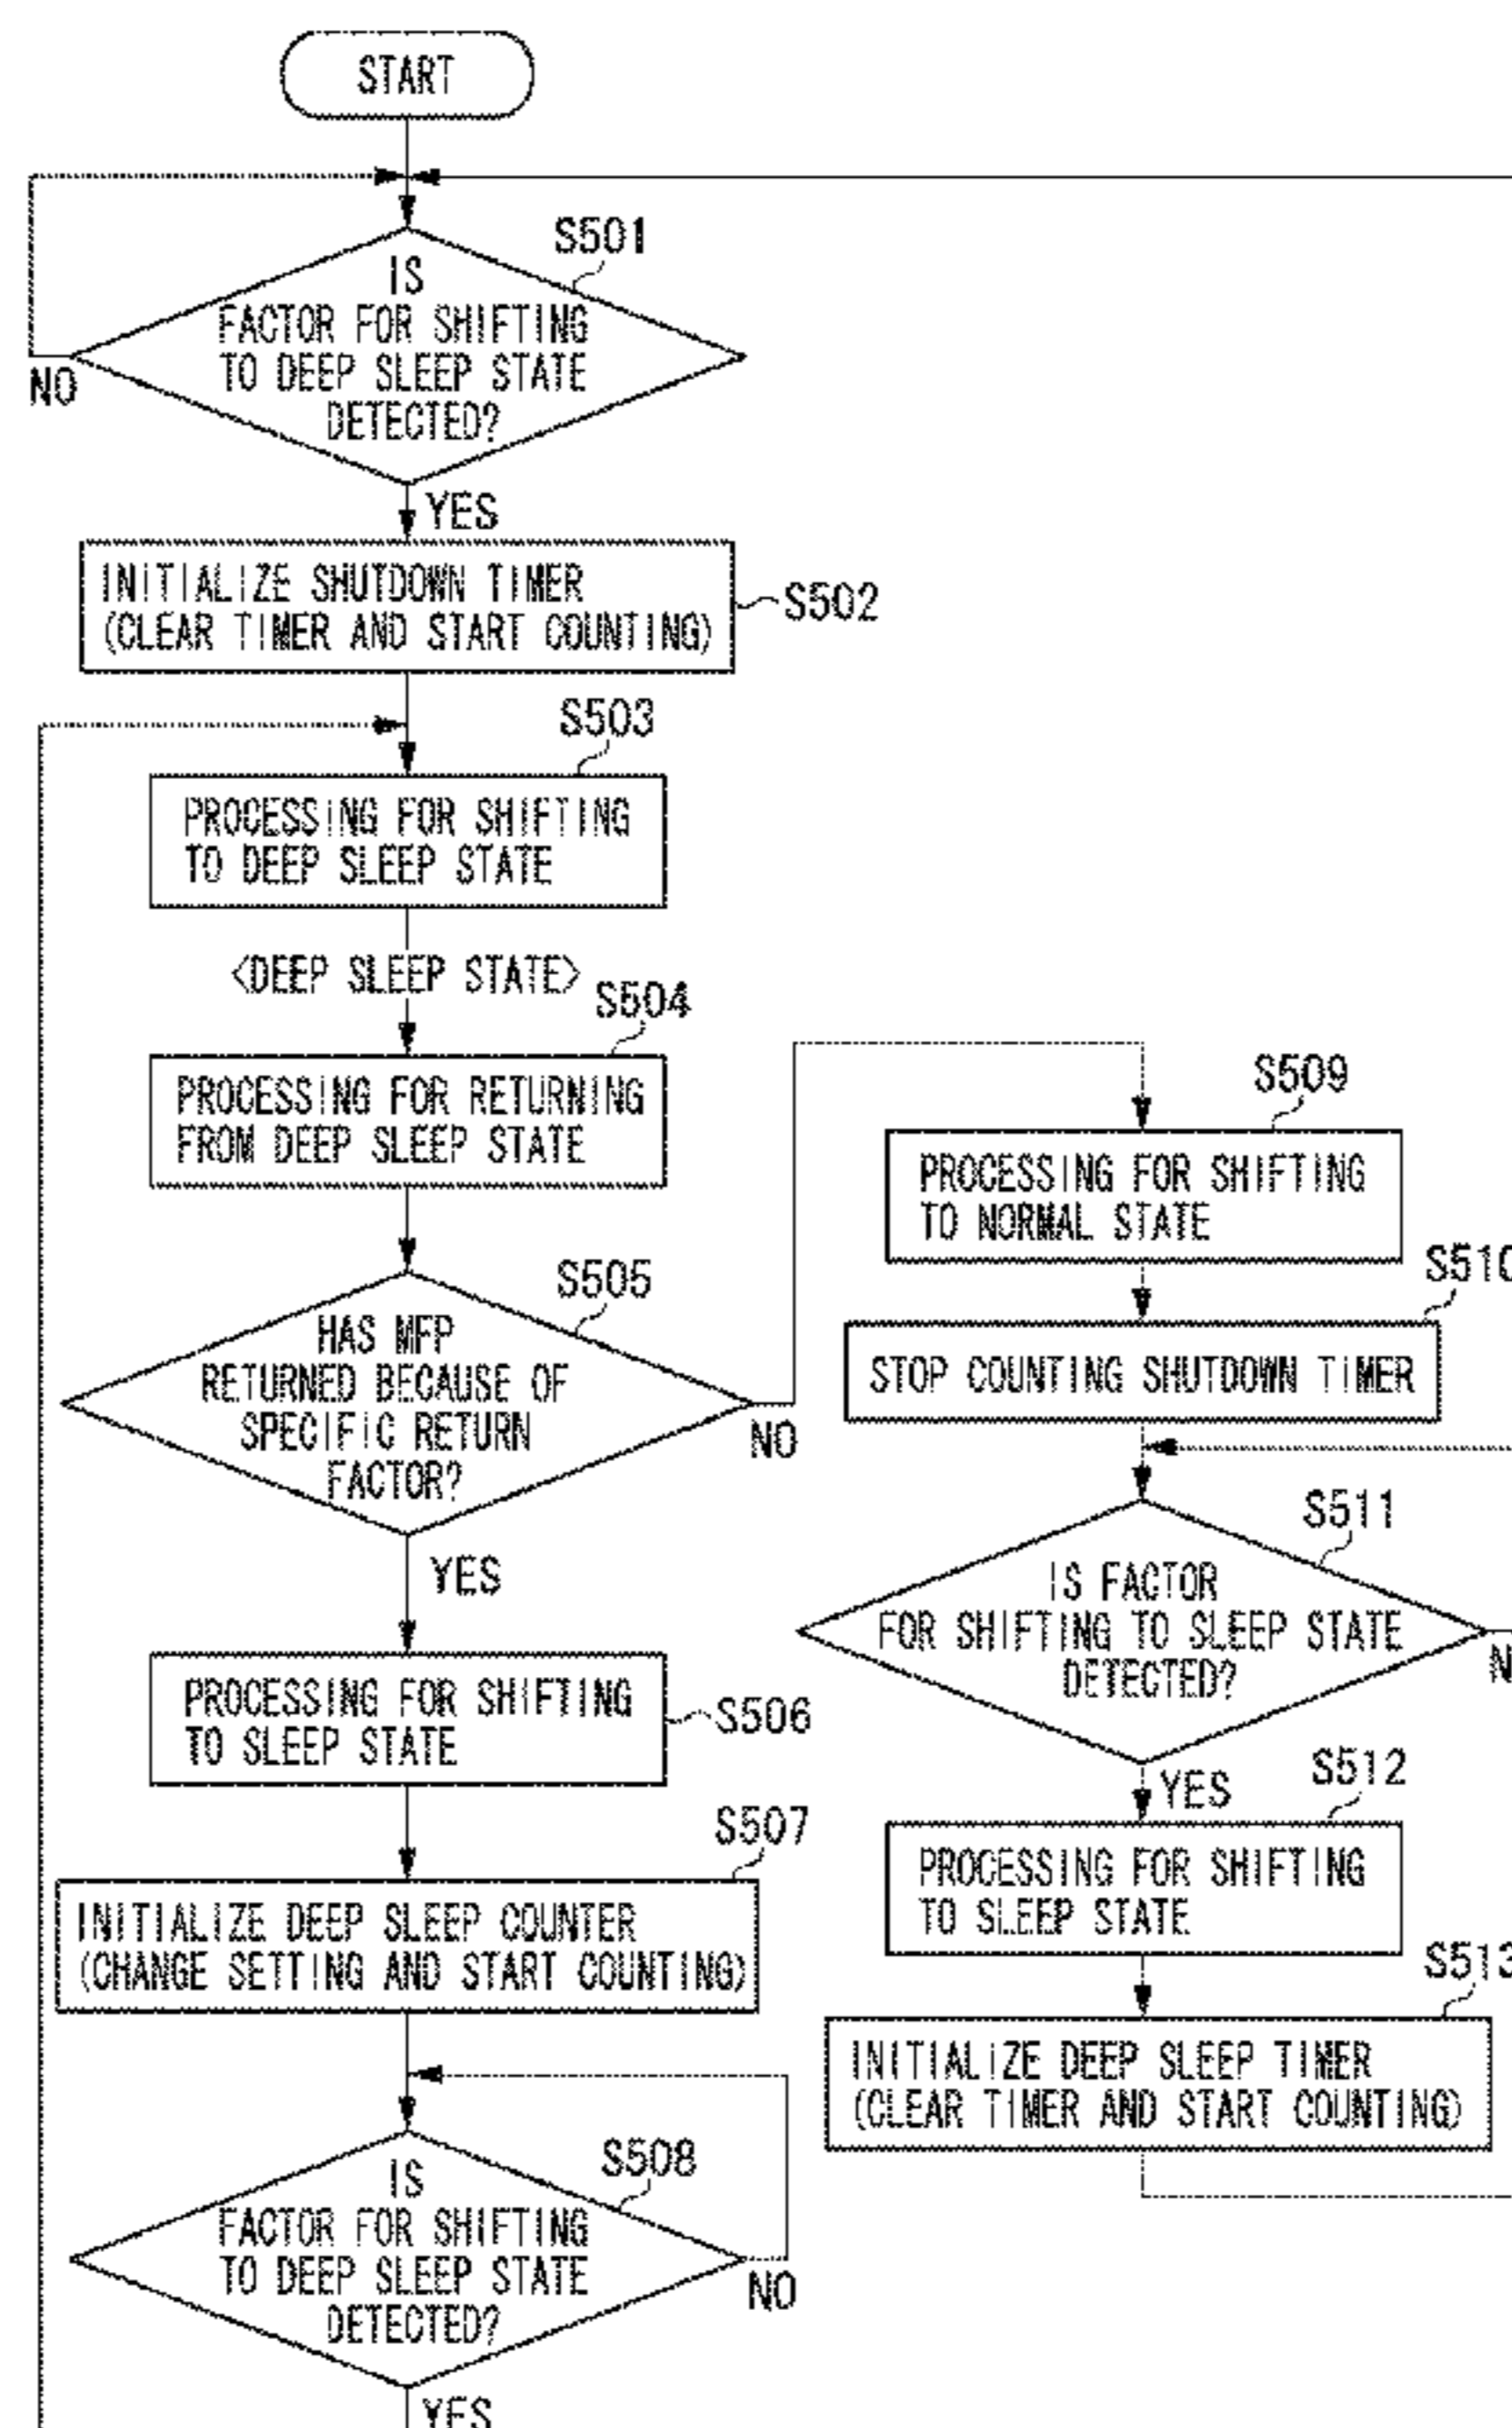 START
S501
IS
FACTOR FOR SHIFTING
TO DEEP SLEEP STATE
DETECTED?
NO
YES
INITIALIZE SHUTDOWN TIMER
(CLEAR TIMER AND START COUNTING)
S502
S503
PROCESSING FOR SHIFTING
TO DEEP SLEEP STATE
<DEEP SLEEP STATE>
S504
PROCESSING FOR RETURNING
FROM DEEP SLEEP STATE
S505
HAS MFP
RETURNED BECAUSE OF
SPECIFIC RETURN
FACTOR?
NO
YES
PROCESSING FOR SHIFTING
TO SLEEP STATE
S506
S507
INITIALIZE DEEP SLEEP COUNTER
(CHANGE SETTING AND START COUNTING)
S508
IS
FACTOR FOR SHIFTING
TO DEEP SLEEP STATE
DETECTED?
NO
YES
S509
PROCESSING FOR SHIFTING
TO NORMAL STATE
S510
STOP COUNTING SHUTDOWN TIMER
S511
IS FACTOR
FOR SHIFTING TO SLEEP STATE
DETECTED?
YES
S512
PROCESSING FOR SHIFTING
TO SLEEP STATE
S513
INITIALIZE DEEP SLEEP TIMER
(CLEAR TIMER AND START COUNTING)